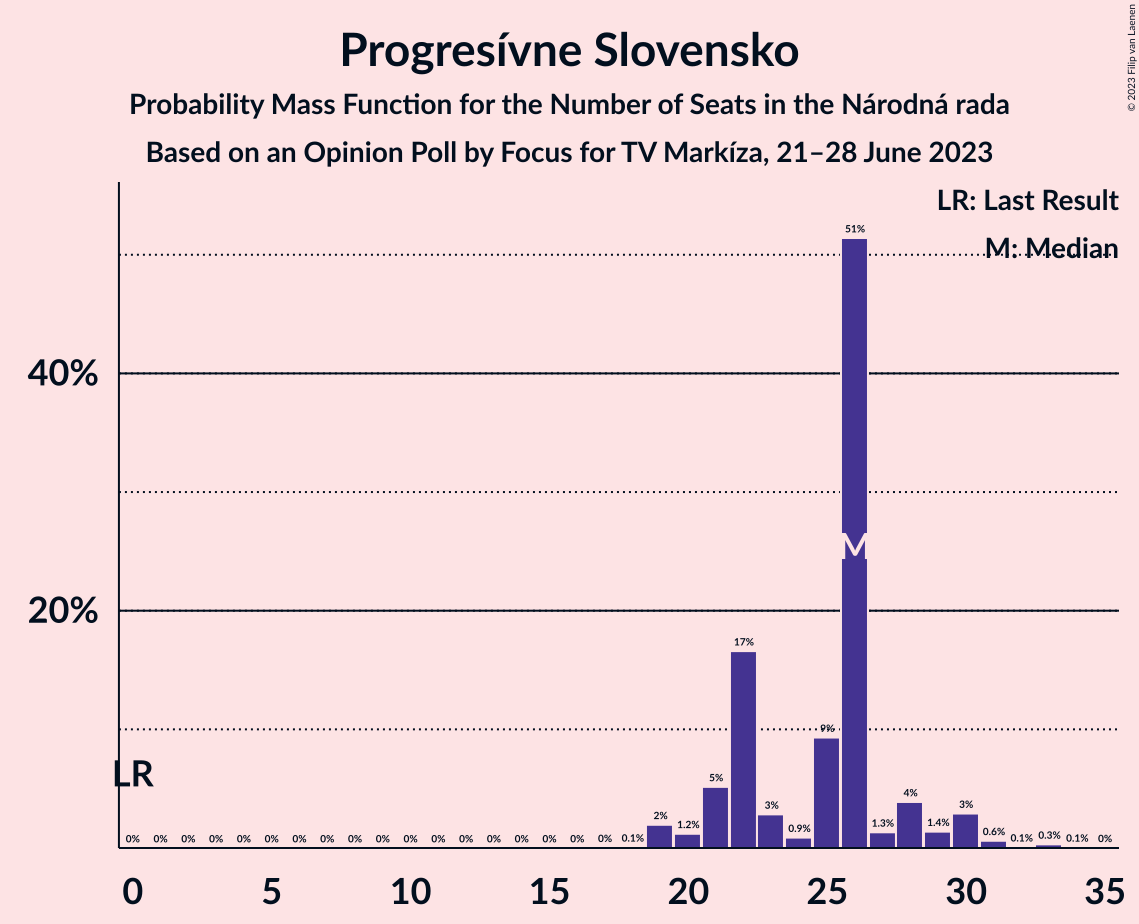 Progresívne Slovensko
Probability Mass Function for the Number of Seats in the Národná rada
Based on an Opinion Poll by Focus for TV Markíza, 21–28 June 2023
© 2023 Filip van Laenen
LR: Last Result
M: Median
40%
20%
LR
M
0% 0% 0% 0% 0% 0% 0% 0% 0% 0% 0% 0% 0% 0% 0% 0% 0% 0% 0.1% 2% 1.2% 5% 17% 3% 0.9% 9% 51% 1.3% 4% 1.4% 3% 0.6% 0.1% 0.3% 0.1% 0%
0 5 10 15 20 25 30 35